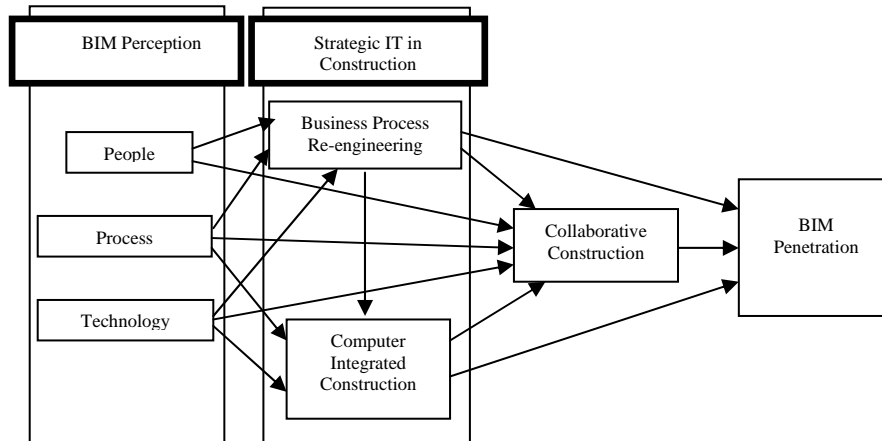 BIM Perception
Strategic IT in
Construction
People
Process
Technology
Business Process
Re-engineering
Computer
Integrated
Construction
Collaborative
Construction
BIM
Penetration